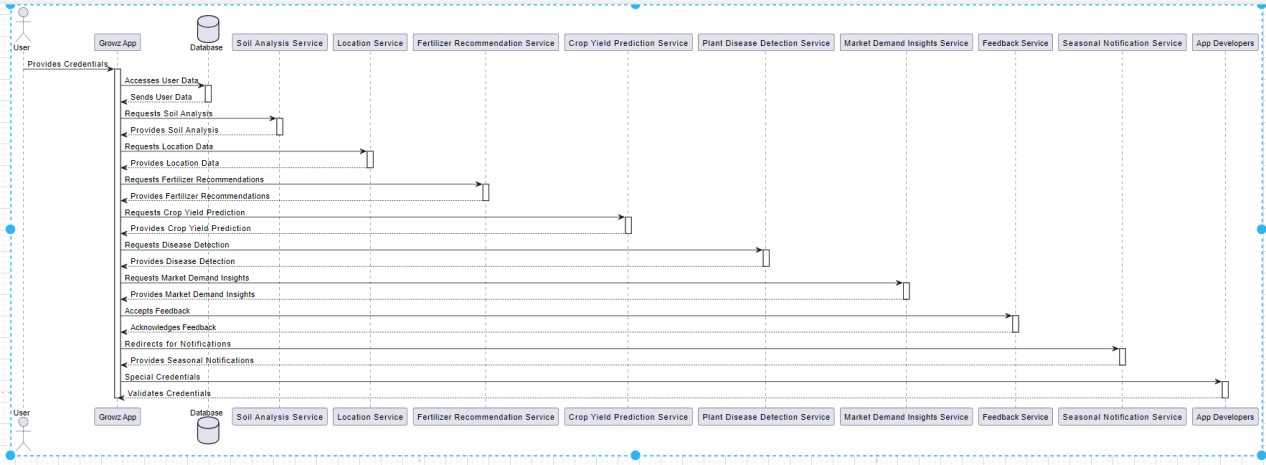 User
Growz App
Database
Soil Analysis Service
Location Service
Fertilizer Recommendation Service
Crop Yield Prediction Service
Plant Disease Detection Service
Market Demand Insights Service
Feedback Service
Seasonal Notification Service
App Developers
Provides Credentials
Accesses User Data
Sends User Data
Requests Soil Analysis
Provides Soil Analysis
Requests Location Data
Provides Location Data
Requests Fertilizer Recommendations
Provides Fertilizer Recommendations
Requests Crop Yield Prediction
Provides Crop Yield Prediction
Requests Disease Detection
Provides Disease Detection
Requests Market Demand Insights
Provides Market Demand Insights
Accepts Feedback
Acknowledges Feedback
Redirects for Notifications
Provides Seasonal Notifications
Special Credentials
Validates Credentials
User
Growz App
Database
Soil Analysis Service
Location Service
Fertilizer Recommendation Service
Crop Yield Prediction Service
Plant Disease Detection Service
Market Demand Insights Service
Feedback Service
Seasonal Notification Service
App Developers